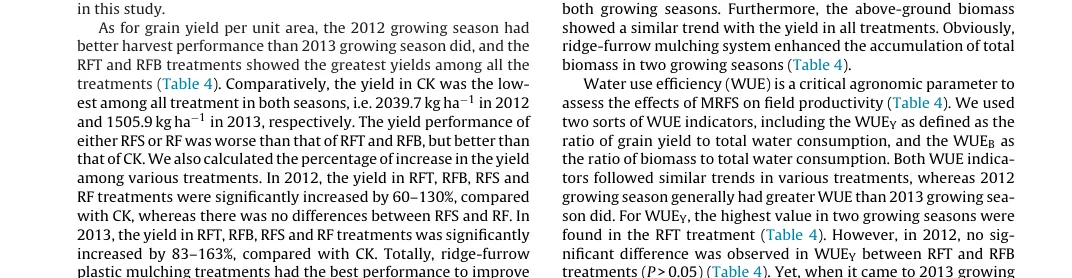 in this study.
As for grain yield per unit area, the 2012 growing season had
better harvest performance than 2013 growing season did, and the
RFT and RFB treatments showed the greatest yields among all the
treatments (Table 4). Comparatively, the yield in CK was the low-
est among all treatment in both seasons, i.e. 2039.7 kg ha⁻¹ in 2012
and 1505.9 kg ha⁻¹ in 2013, respectively. The yield performance of
either RFS or RF was worse than that of RFT and RFB, but better than
that of CK. We also calculated the percentage of increase in the yield
among various treatments. In 2012, the yield in RFT, RFB, RFS and
RF treatments were significantly increased by 60–130%, compared
with CK, whereas there was no differences between RFS and RF. In
2013, the yield in RFT, RFB, RFS and RF treatments was significantly
increased by 83–163%, compared with CK. Totally, ridge-furrow
plastic mulching treatments had the best performance to improve
both growing seasons. Furthermore, the above-ground biomass
showed a similar trend with the yield in all treatments. Obviously,
ridge-furrow mulching system enhanced the accumulation of total
biomass in two growing seasons (Table 4).
Water use efficiency (WUE) is a critical agronomic parameter to
assess the effects of MRFS on field productivity (Table 4). We used
two sorts of WUE indicators, including the WUE_Y as defined as the
ratio of grain yield to total water consumption, and the WUE_B as
the ratio of biomass to total water consumption. Both WUE indica-
tors followed similar trends in various treatments, whereas 2012
growing season generally had greater WUE than 2013 growing sea-
son did. For WUE_Y, the highest value in two growing seasons were
found in the RFT treatment (Table 4). However, in 2012, no sig-
nificant difference was observed in WUE_Y between RFT and RFB
treatments (P > 0.05) (Table 4). Yet, when it came to 2013 growing